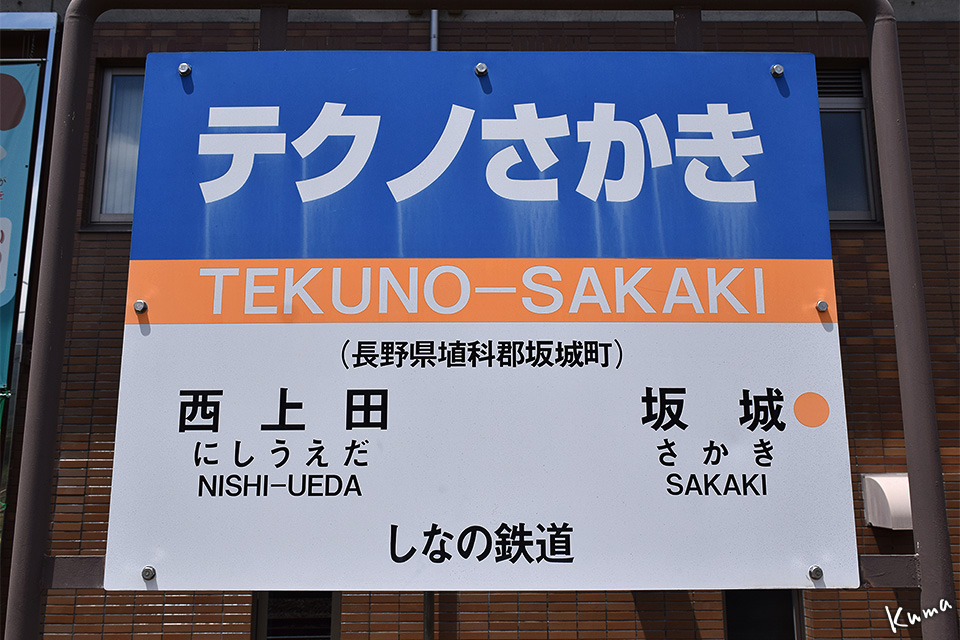 テクノさかき
TEKUNO-SAKAKI
(長野県埴科郡坂城町)
西上田 坂城
にしうえだ さかき
NISHI-UEDA SAKAKI
しなの鉄道
Kuma